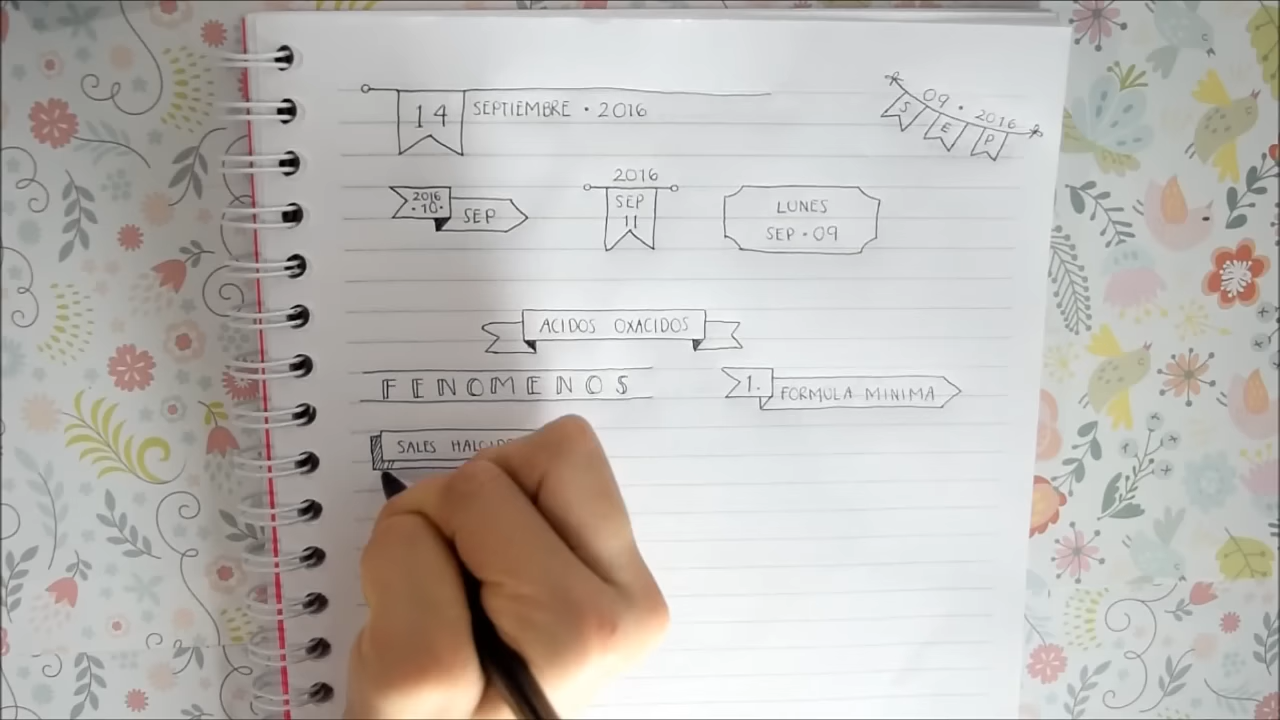 14 SEPTIEMBRE · 2016
09 · 2016
SEP
2016
· 10 ·
SEP
2016
SEP
11
LUNES
SEP · 09
ACIDOS OXACIDOS
FENOMENOS
1. FORMULA MINIMA
SALES